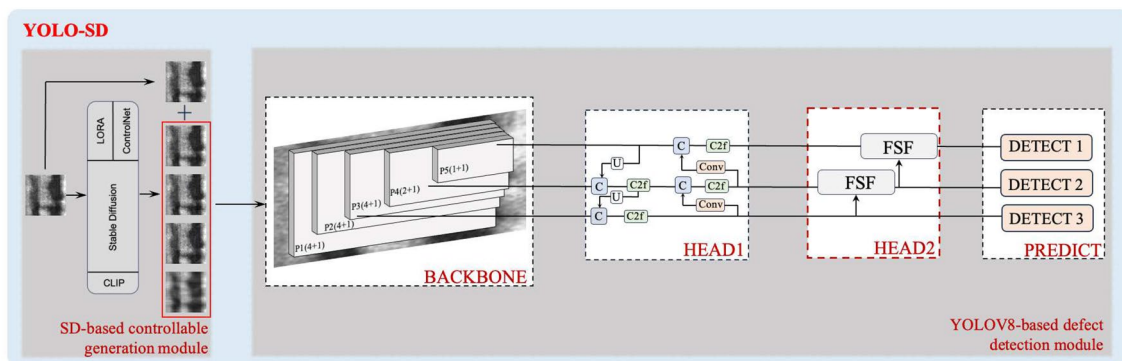 YOLO-SD
LORA
ControlNet
Stable Diffusion
CLIP
+
SD-based controllable
generation module
P5(1+1)
P4(2+1)
P3(4+1)
P2(4+1)
P1(4+1)
BACKBONE
C
C2f
U
Conv
C
C2f
C
C2f
U
Conv
C
C2f
HEAD1
FSF
FSF
HEAD2
DETECT 1
DETECT 2
DETECT 3
PREDICT
YOLOV8-based defect
detection module